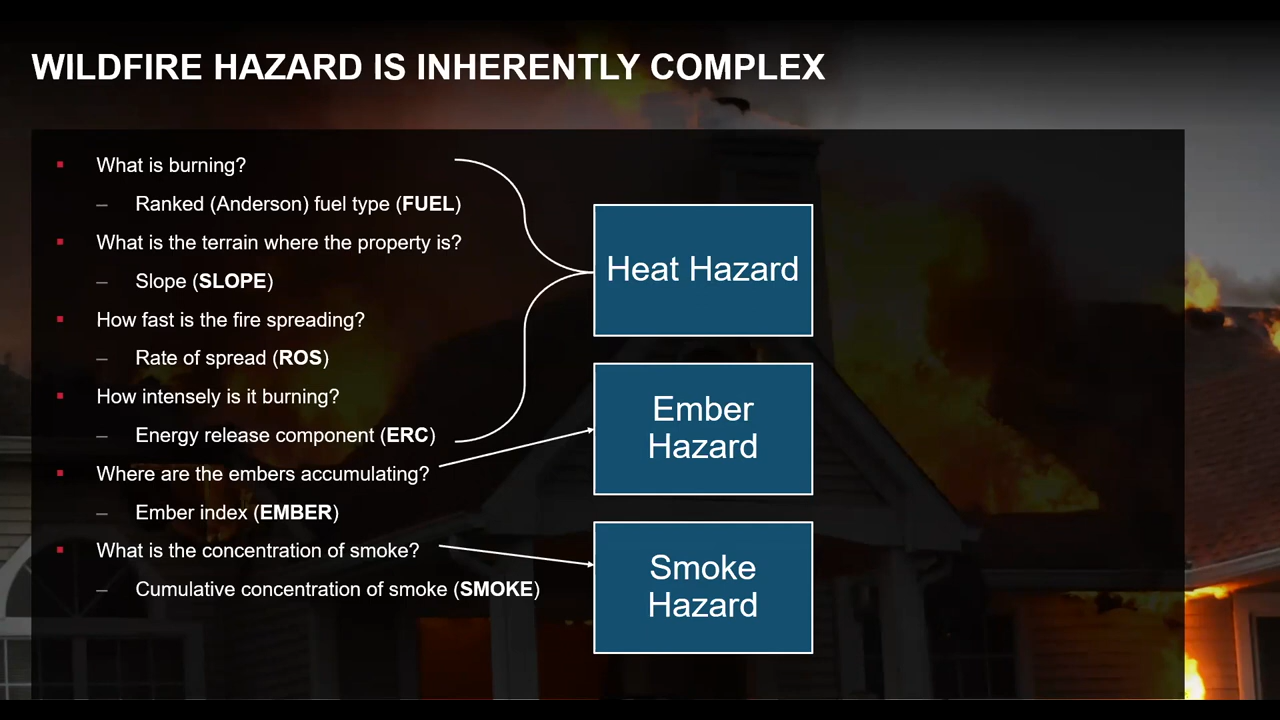 WILDFIRE HAZARD IS INHERENTLY COMPLEX
What is burning?
– Ranked (Anderson) fuel type (FUEL)
What is the terrain where the property is?
– Slope (SLOPE)
How fast is the fire spreading?
– Rate of spread (ROS)
How intensely is it burning?
– Energy release component (ERC)
Where are the embers accumulating?
– Ember index (EMBER)
What is the concentration of smoke?
– Cumulative concentration of smoke (SMOKE)
Heat Hazard
Ember
Hazard
Smoke
Hazard